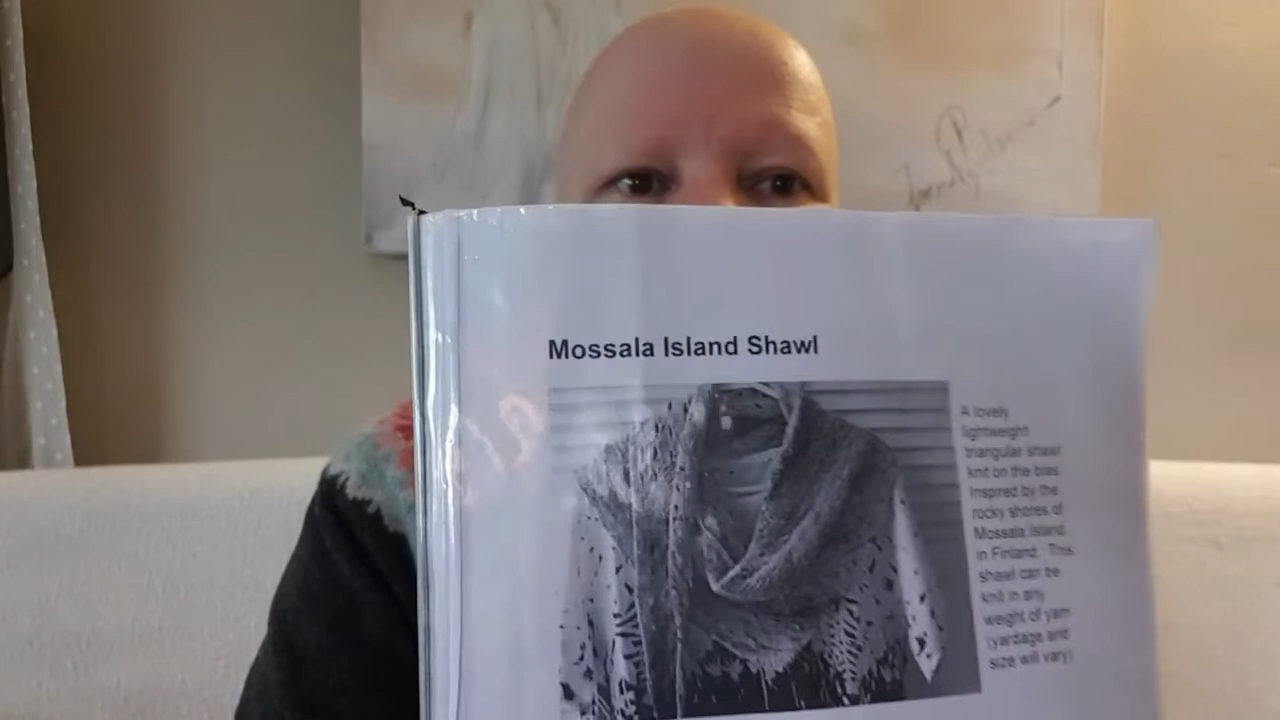 Mossala Island Shawl
A lovely
lightweight
triangular shawl
knit on the bias.
Inspired by the
rocky shores of
Mossala Island
in Finland. This
shawl can be
knit in any
weight of yarn
(yardage and
size will vary)